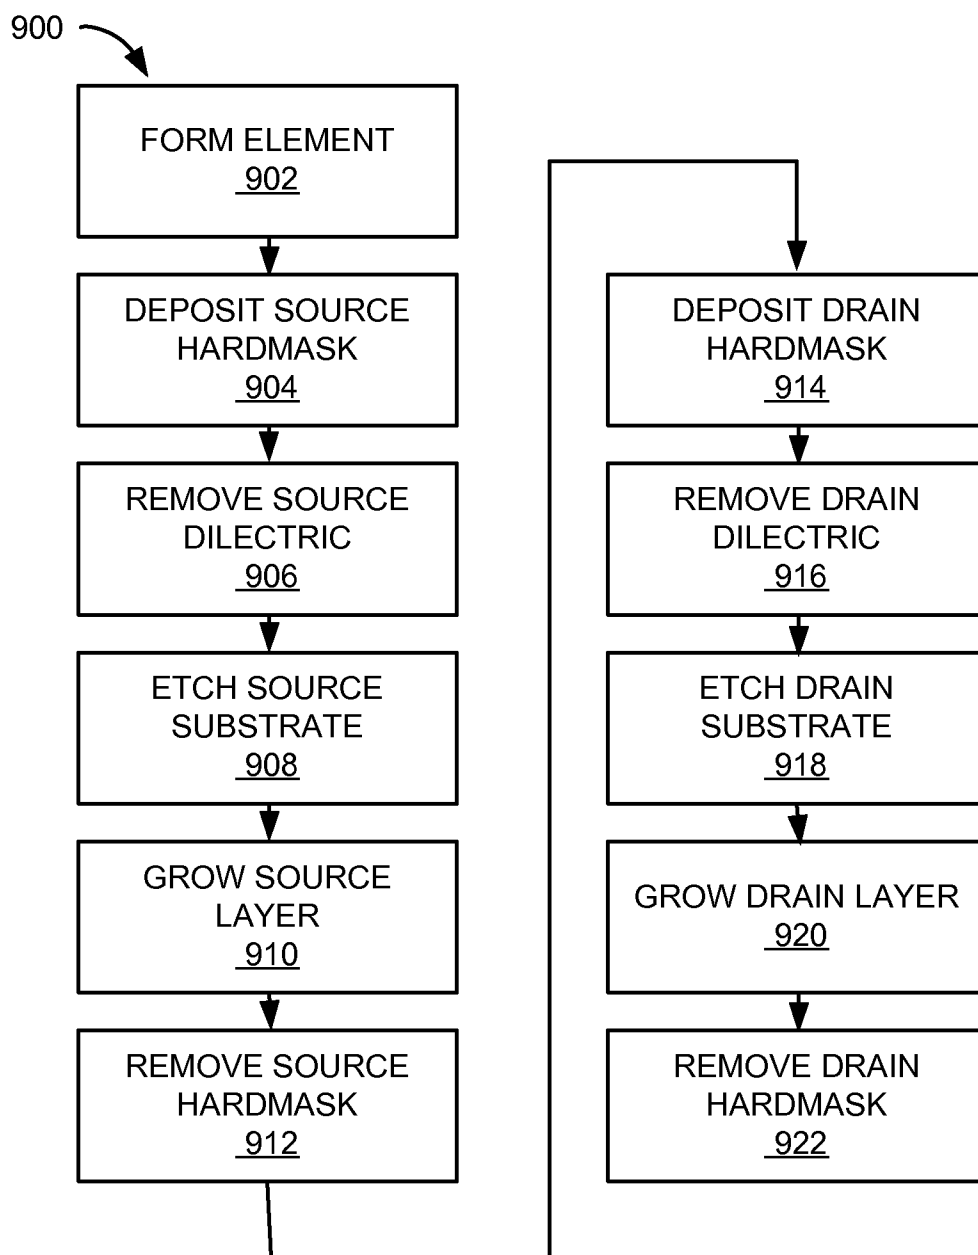 900
FORM ELEMENT
902
DEPOSIT SOURCE
HARDMASK
904
REMOVE SOURCE
DILECTRIC
906
ETCH SOURCE
SUBSTRATE
908
GROW SOURCE
LAYER
910
REMOVE SOURCE
HARDMASK
912
DEPOSIT DRAIN
HARDMASK
914
REMOVE DRAIN
DILECTRIC
916
ETCH DRAIN
SUBSTRATE
918
GROW DRAIN LAYER
920
REMOVE DRAIN
HARDMASK
922